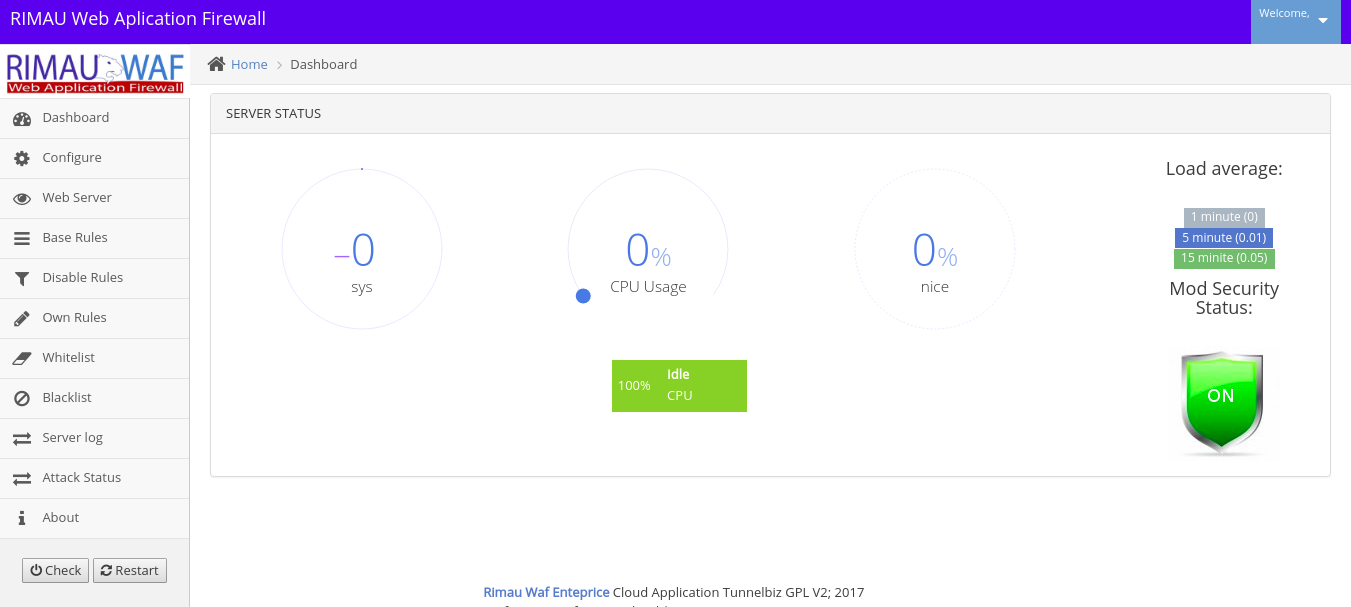 RIMAU Web Aplication Firewall
Welcome,
RIMAU WAF
Web Application Firewall
Home
Dashboard
Dashboard
Configure
Web Server
Base Rules
Disable Rules
Own Rules
Whitelist
Blacklist
Server log
Attack Status
About
Check Restart
SERVER STATUS
–0
sys
0%
CPU Usage
0%
nice
100%
Idle
CPU
Load average:
1 minute (0)
5 minute (0.01)
15 minite (0.05)
Mod Security
Status:
ON
Rimau Waf Enteprice Cloud Application Tunnelbiz GPL V2; 2017